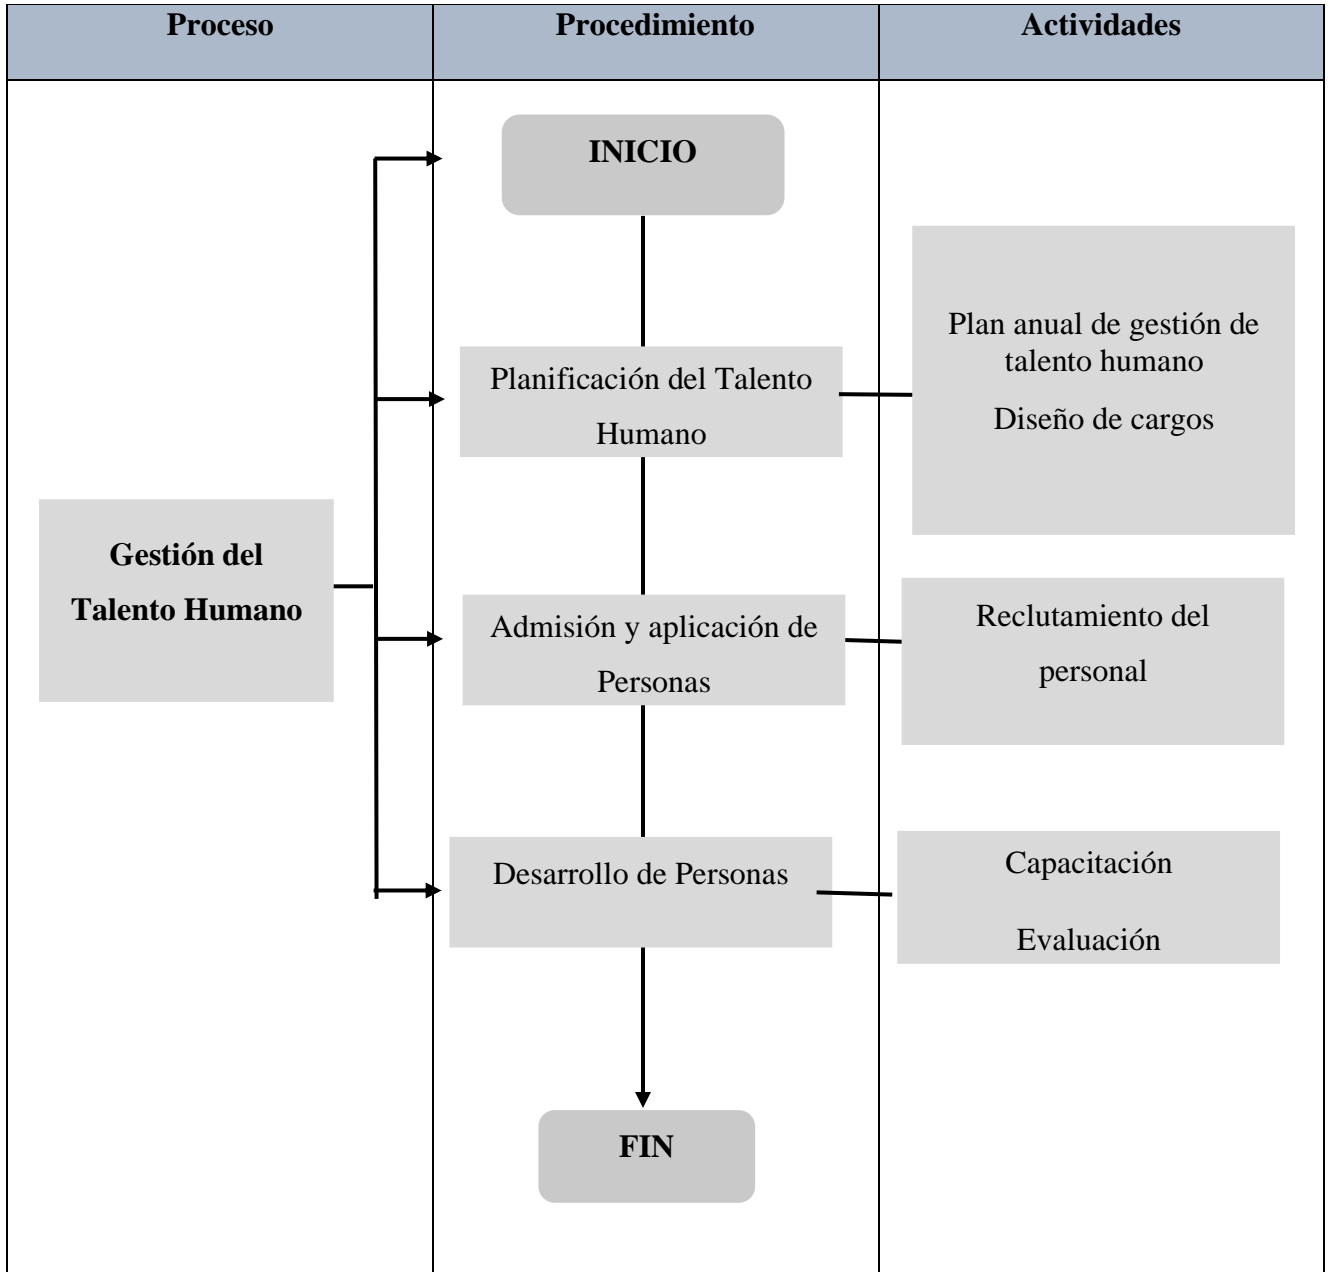 Proceso
Procedimiento
Actividades
INICIO
Plan anual de gestión de
talento humano
Diseño de cargos
Planificación del Talento
Humano
Gestión del
Talento Humano
Admisión y aplicación de
Personas
Reclutamiento del
personal
Desarrollo de Personas
Capacitación
Evaluación
FIN